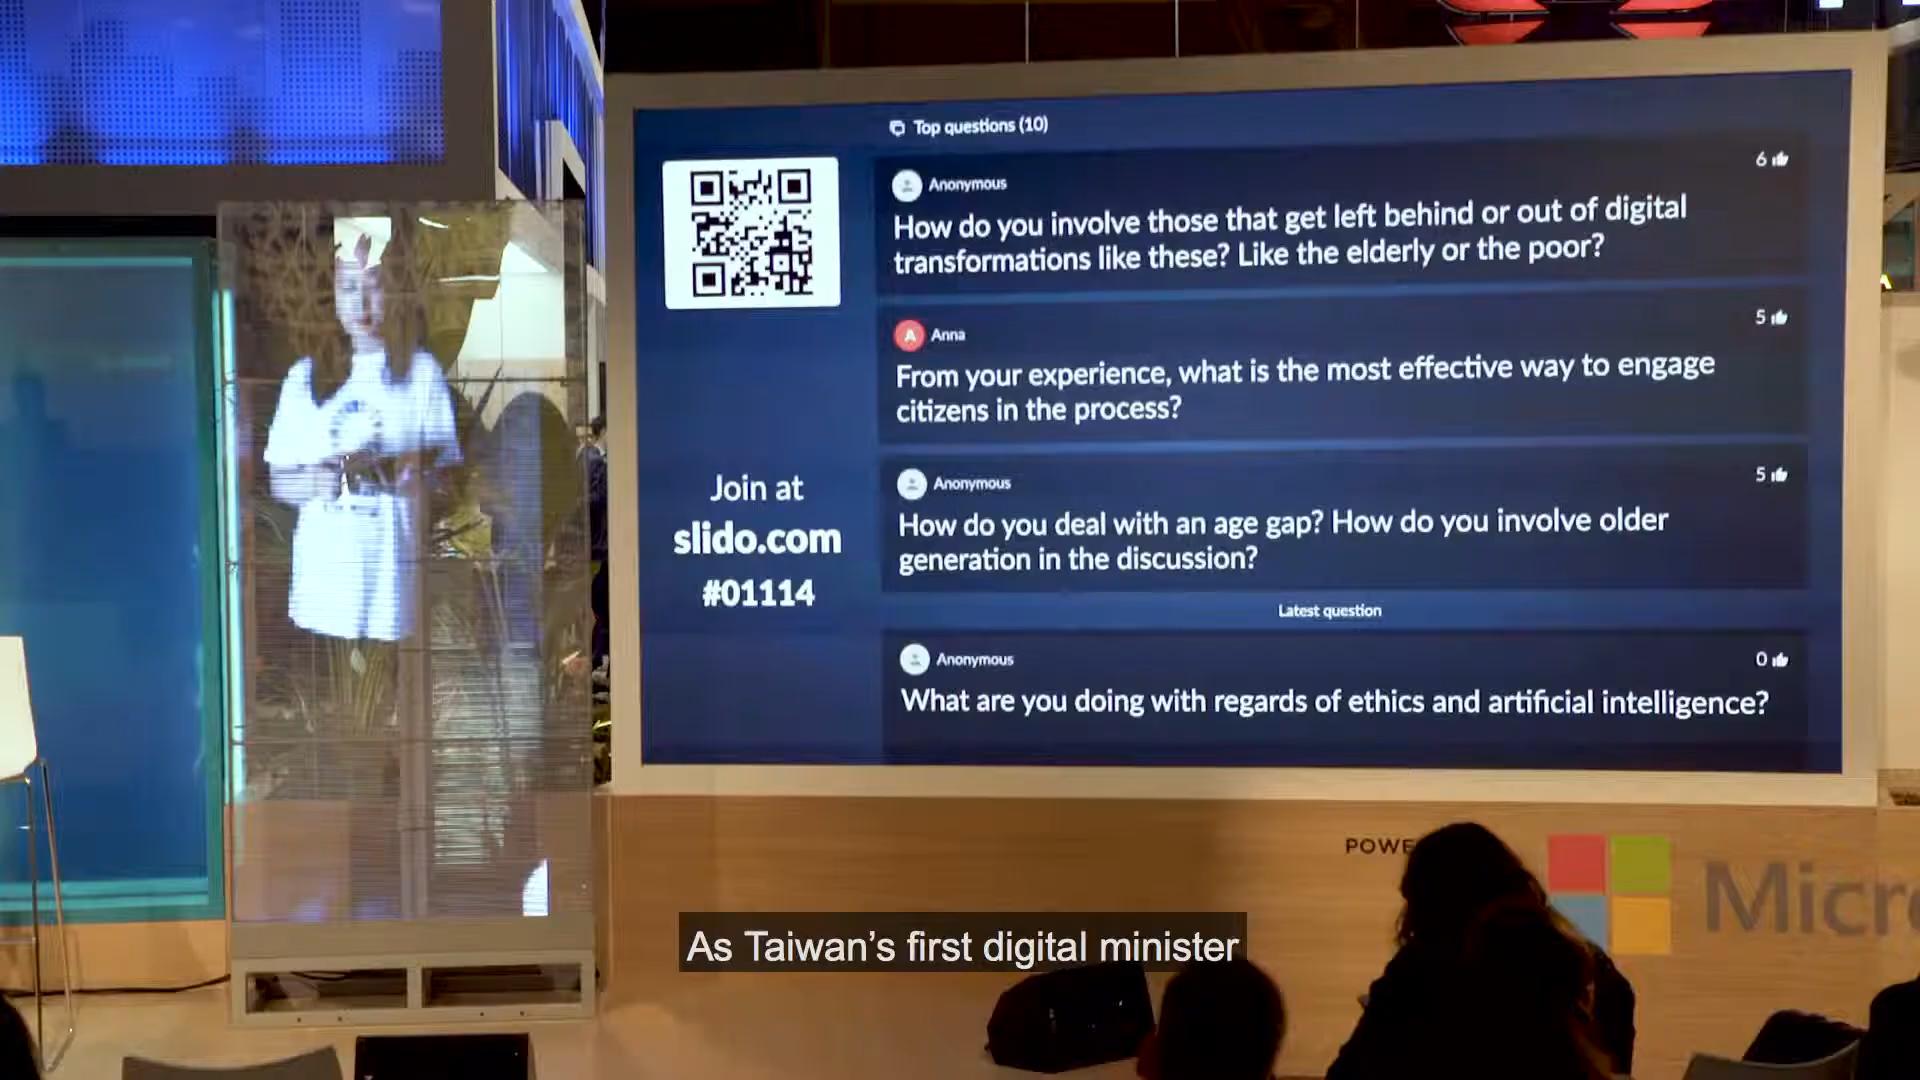 Top questions (10)
Anonymous
6
How do you involve those that get left behind or out of digital
transformations like these? Like the elderly or the poor?
A
Anna
5
From your experience, what is the most effective way to engage
citizens in the process?
Anonymous
5
How do you deal with an age gap? How do you involve older
generation in the discussion?
Latest question
Anonymous
0
What are you doing with regards of ethics and artificial intelligence?
Join at
slido.com
#01114
As Taiwan’s first digital minister